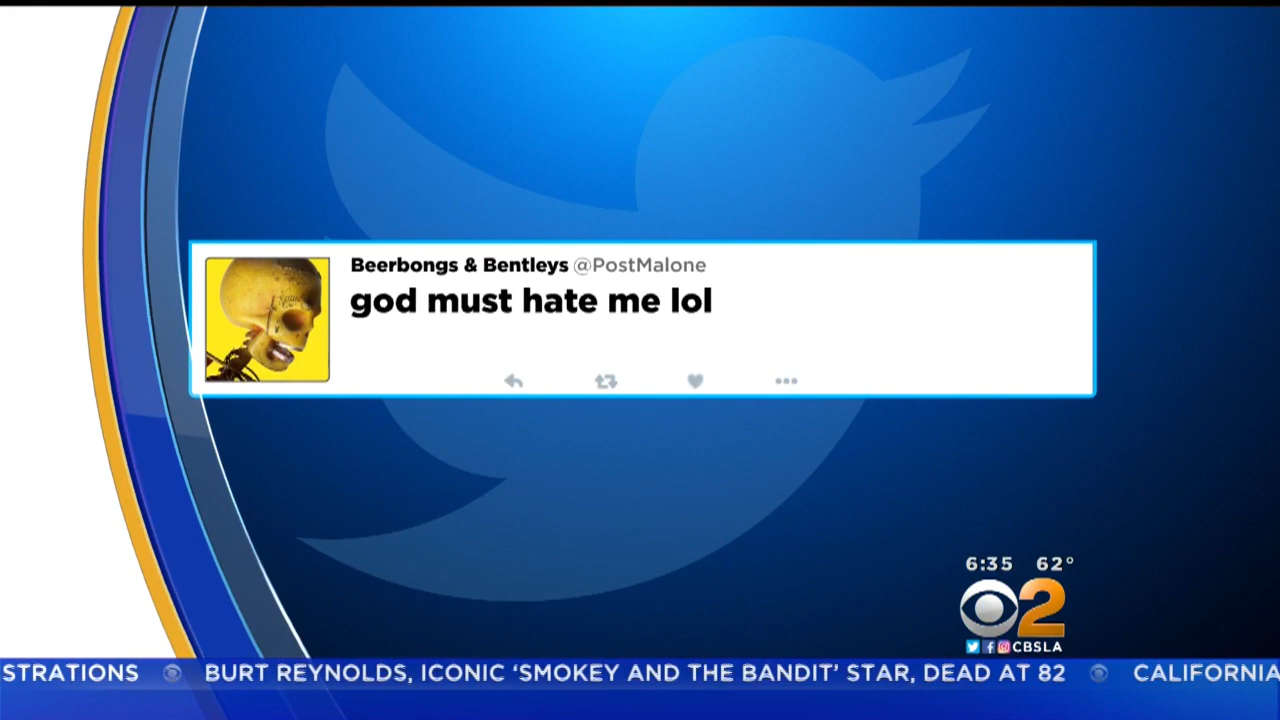 Beerbongs & Bentleys @PostMalone
god must hate me lol
6:35 62°
2
CBSLA
STRATIONS BURT REYNOLDS, ICONIC ‘SMOKEY AND THE BANDIT’ STAR, DEAD AT 82 CALIFORNIA